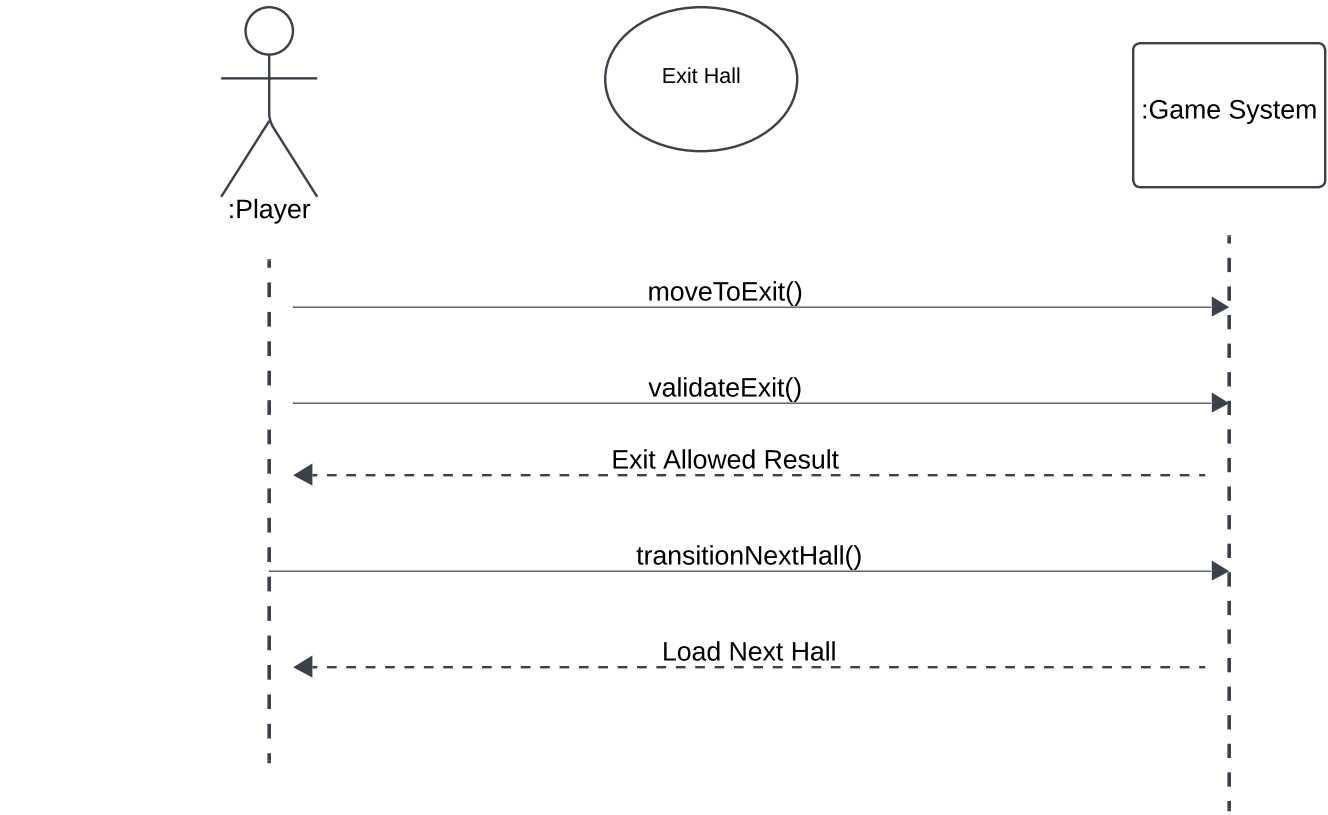 Exit Hall
:Game System
:Player
moveToExit()
validateExit()
Exit Allowed Result
transitionNextHall()
Load Next Hall